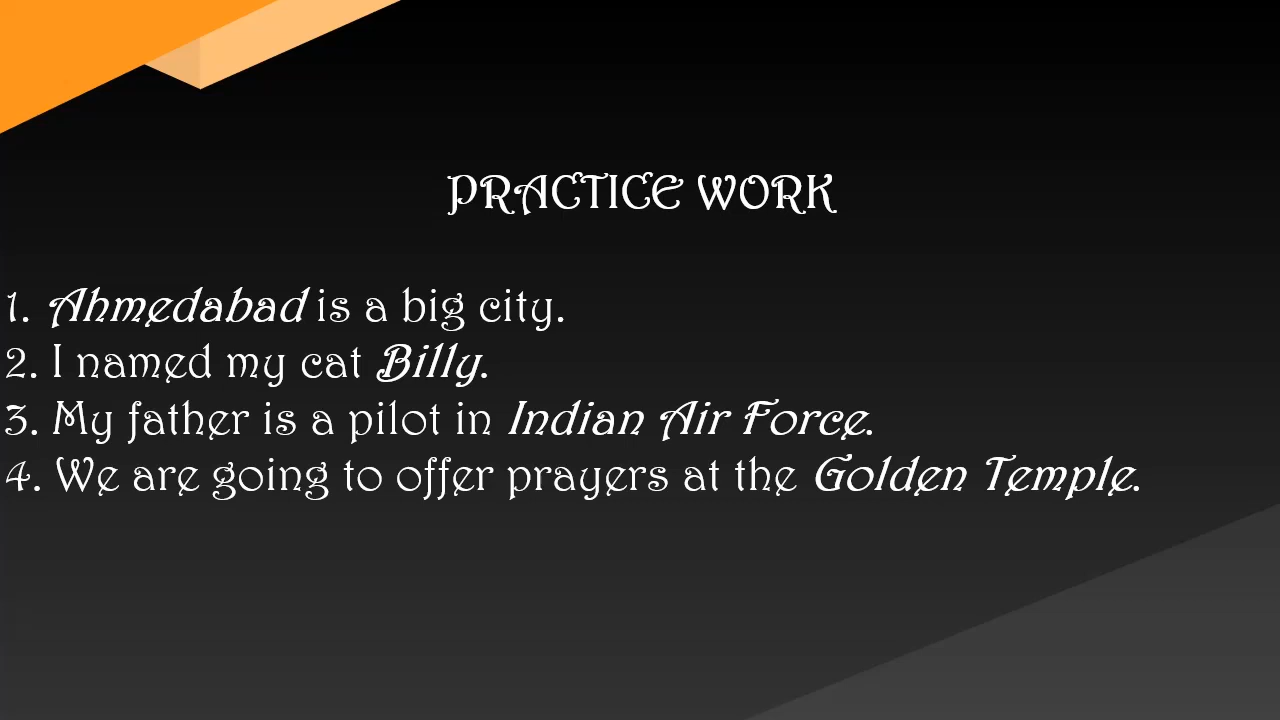 PRACTICE WORK
1. Ahmedabad is a big city.
2. I named my cat Billy.
3. My father is a pilot in Indian Air Force.
4. We are going to offer prayers at the Golden Temple.